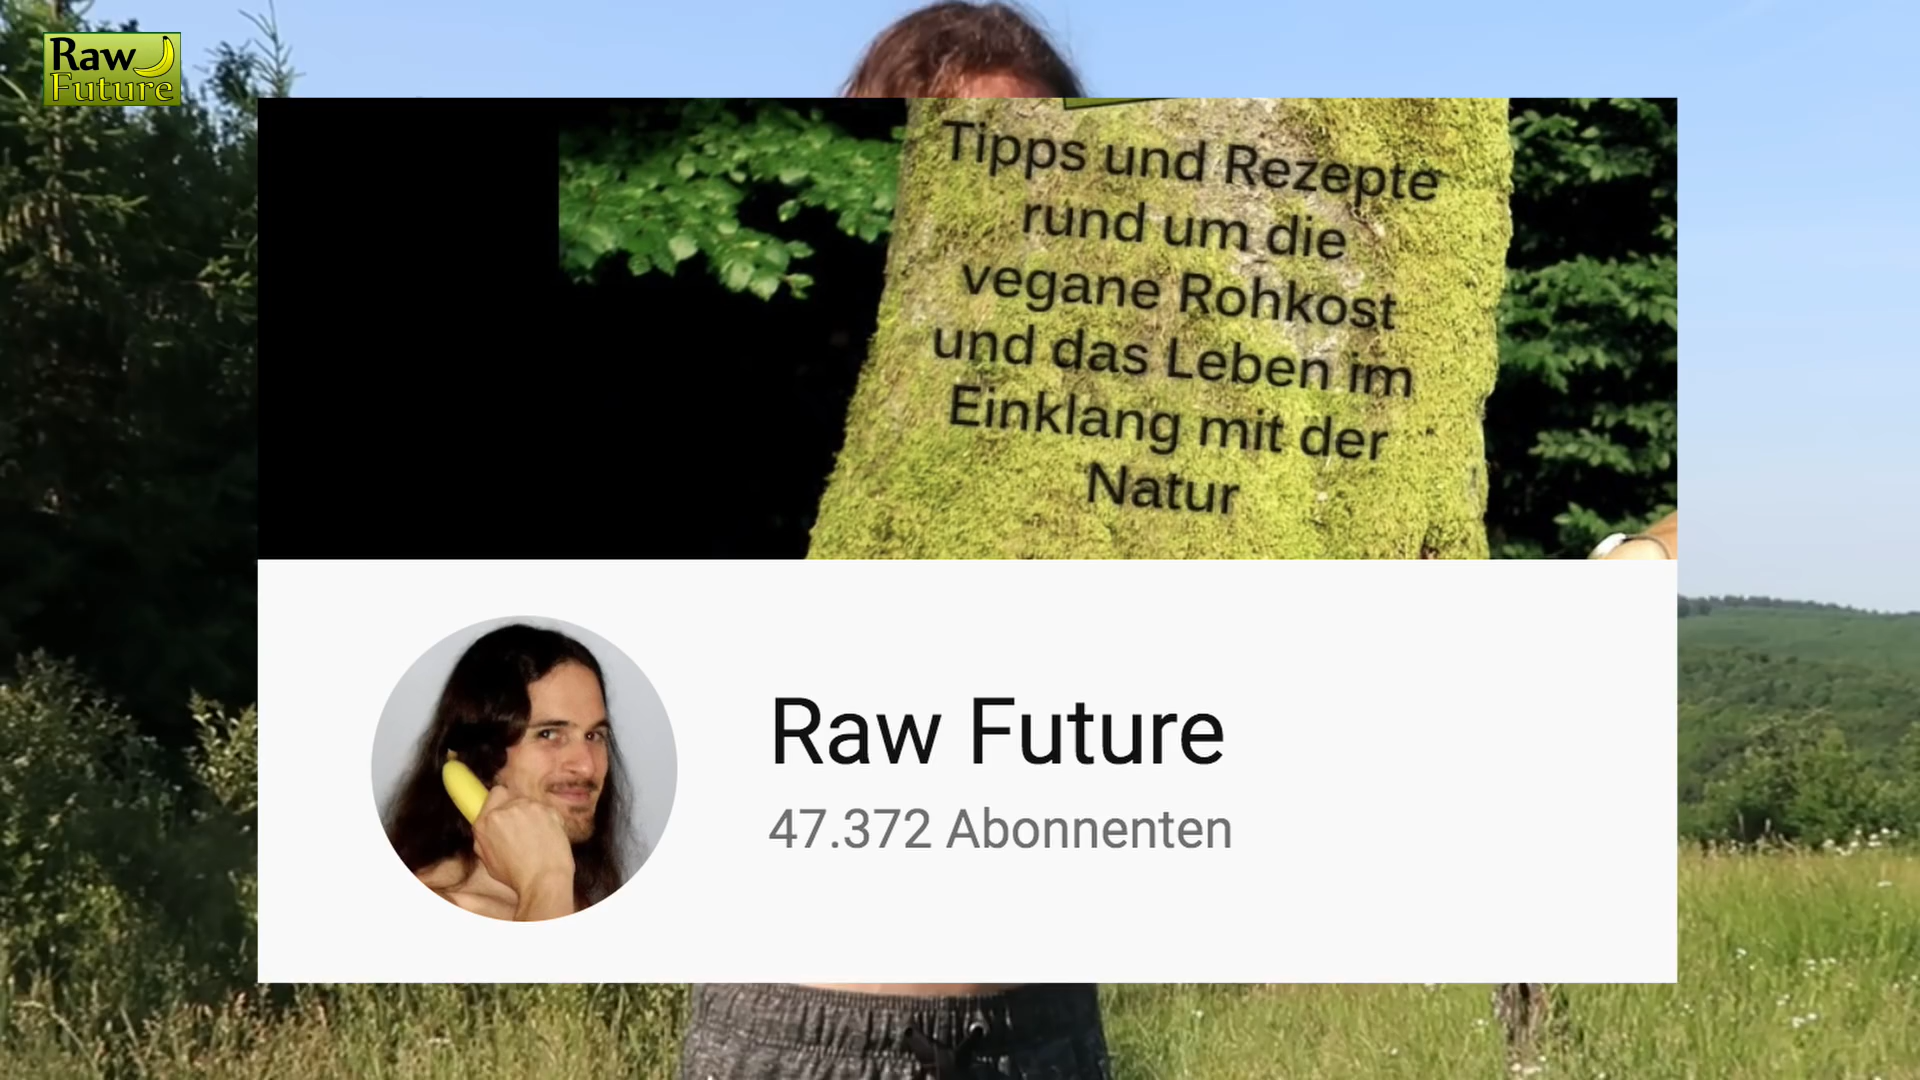 Raw
Future
Tipps und Rezepte
rund um die
vegane Rohkost
und das Leben im
Einklang mit der
Natur
Raw Future
47.372 Abonnenten